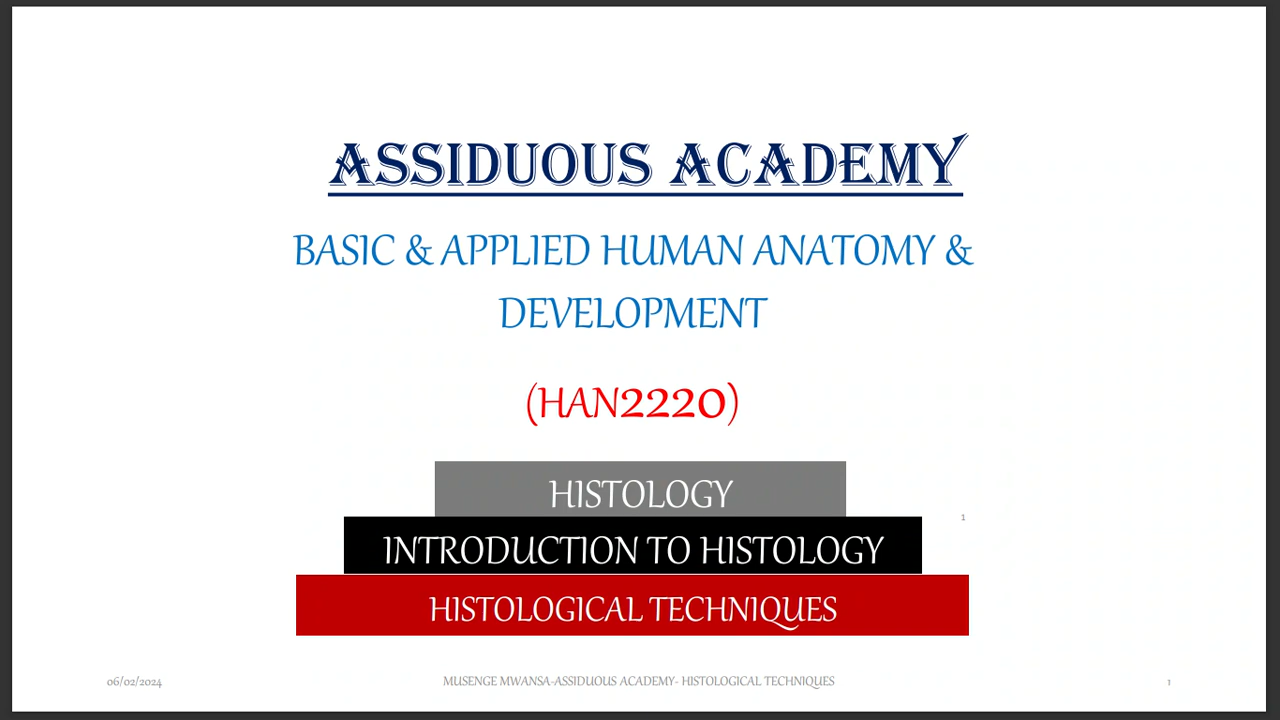 ASSIDUOUS ACADEMY
BASIC & APPLIED HUMAN ANATOMY &
DEVELOPMENT
(HAN2220)
HISTOLOGY
1
INTRODUCTION TO HISTOLOGY
HISTOLOGICAL TECHNIQUES
06/02/2024
MUSENGE MWANSA-ASSIDUOUS ACADEMY- HISTOLOGICAL TECHNIQUES
1